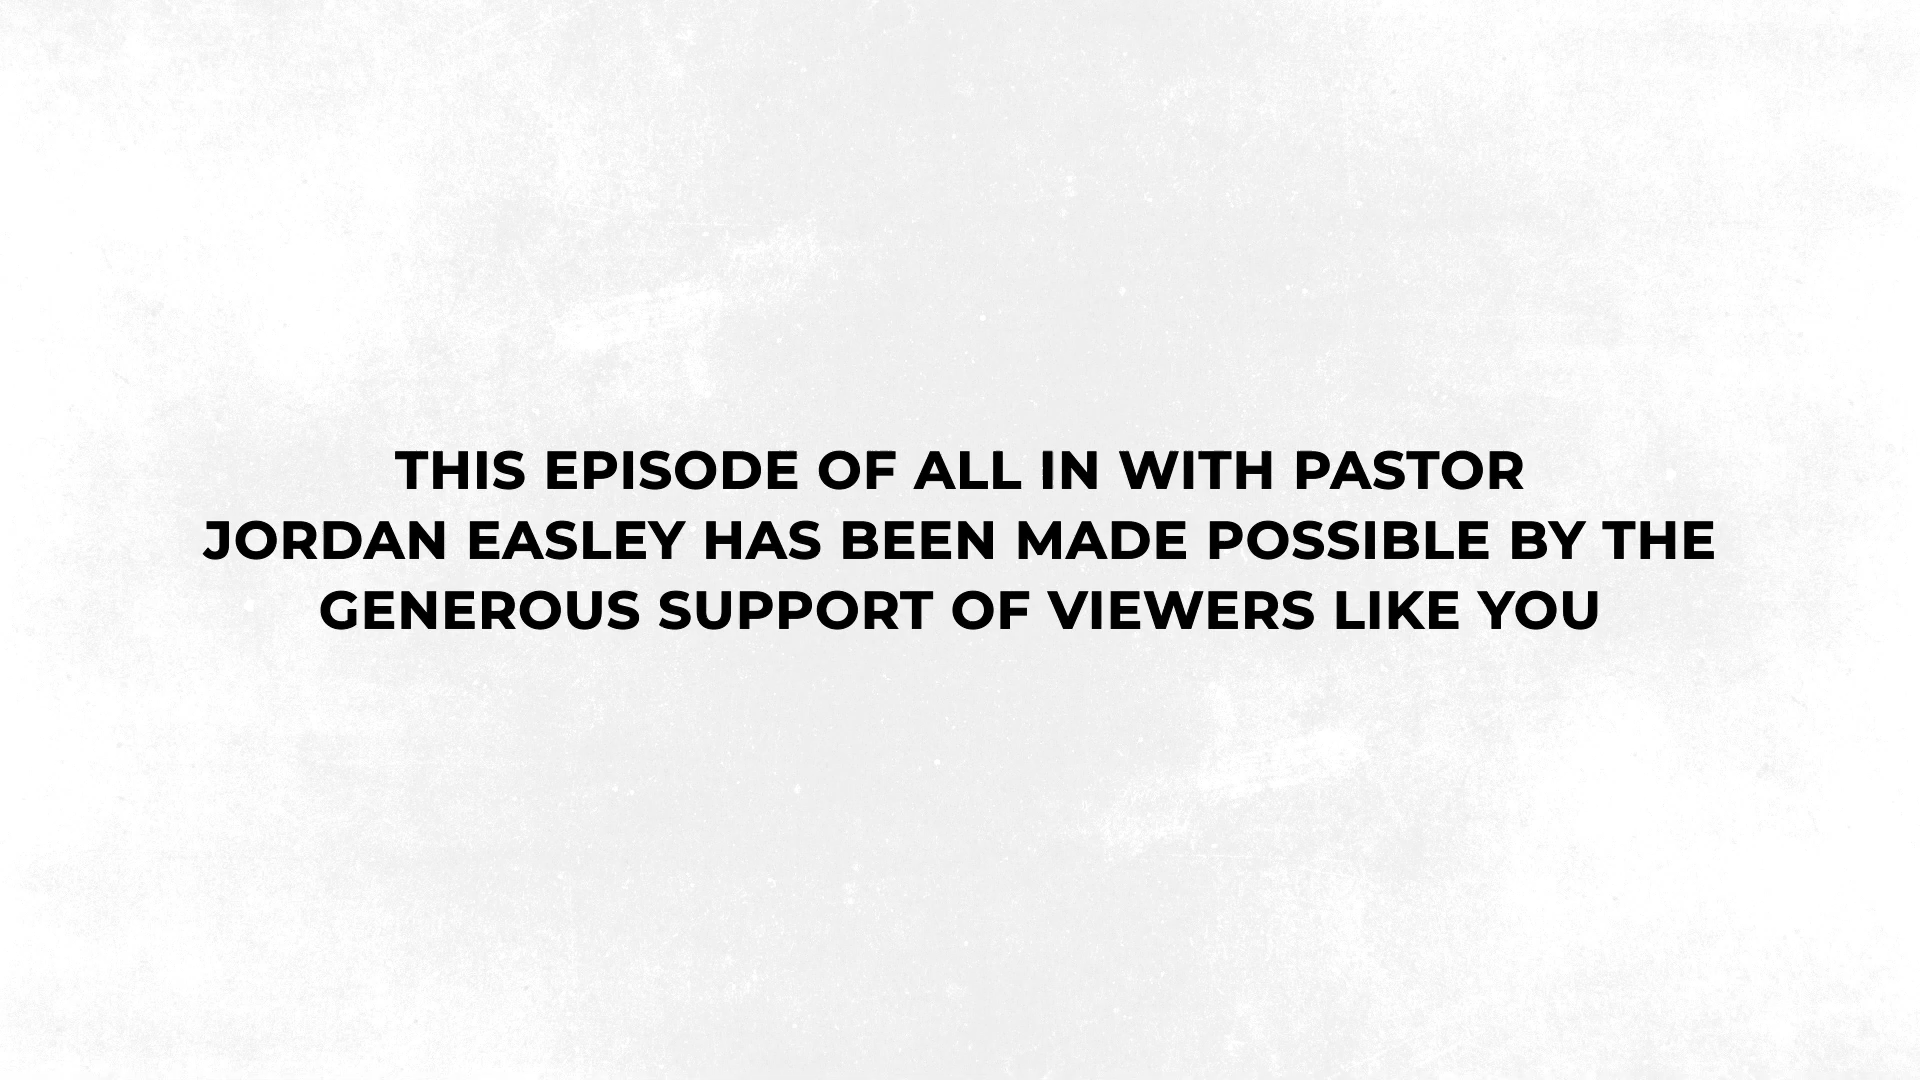 THIS EPISODE OF ALL IN WITH PASTOR
JORDAN EASLEY HAS BEEN MADE POSSIBLE BY THE
GENEROUS SUPPORT OF VIEWERS LIKE YOU